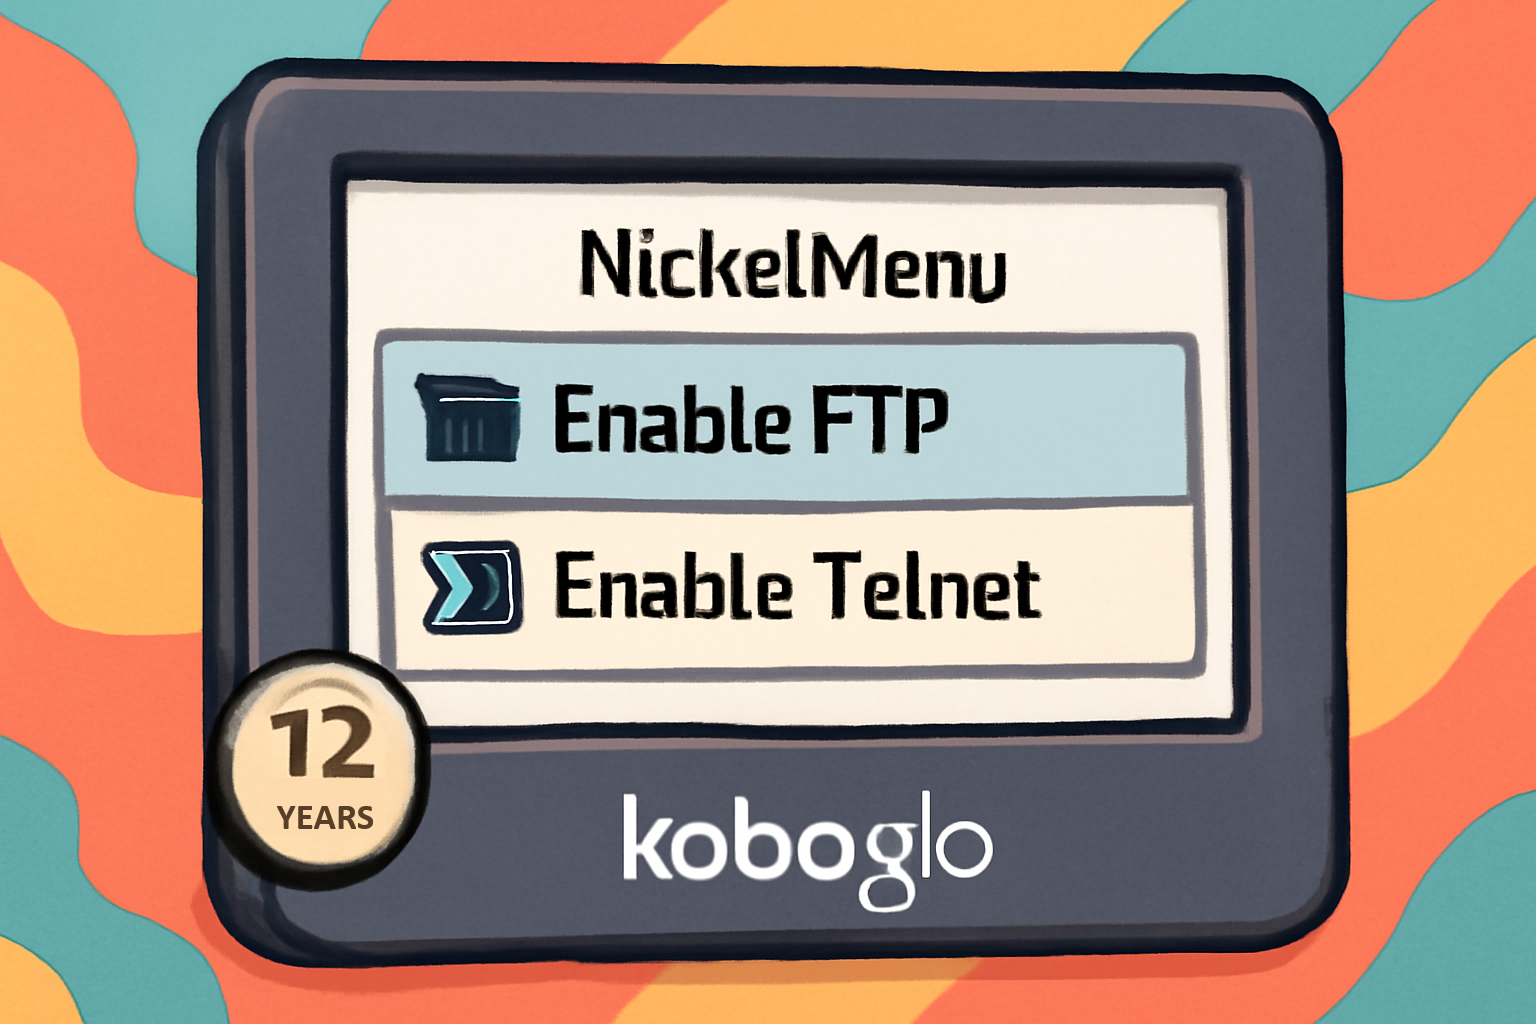 NickelMenu
Enable FTP
Enable Telnet
12
YEARS
koboglo